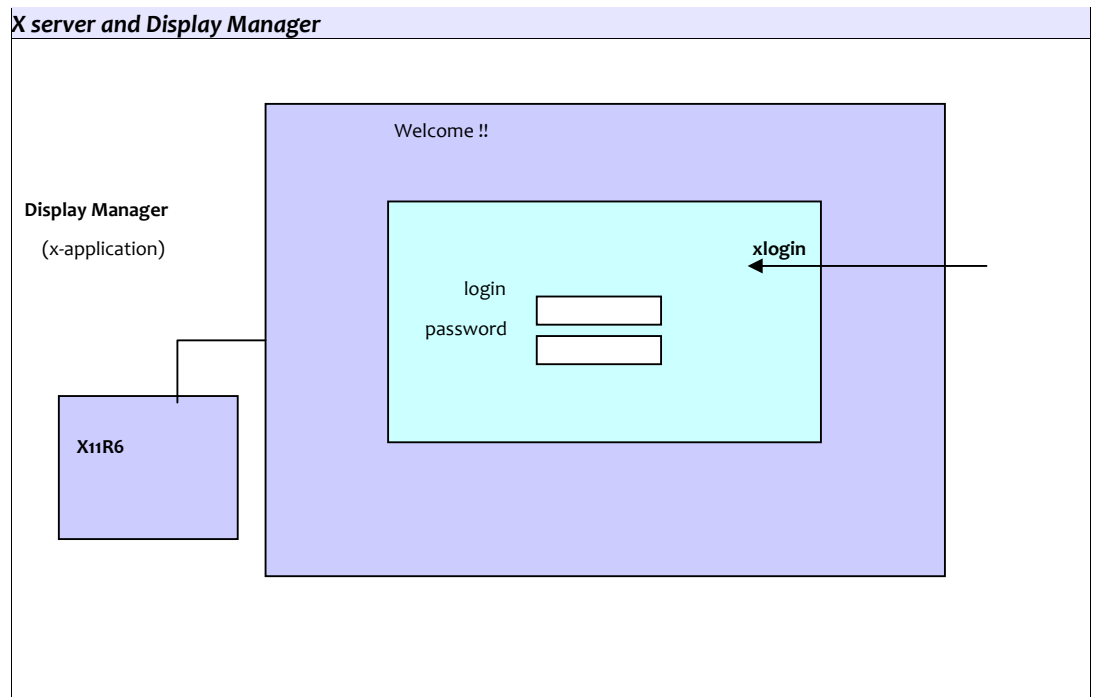 X server and Display Manager
Welcome !!
Display Manager
(x-application)
xlogin
login
password
X11R6